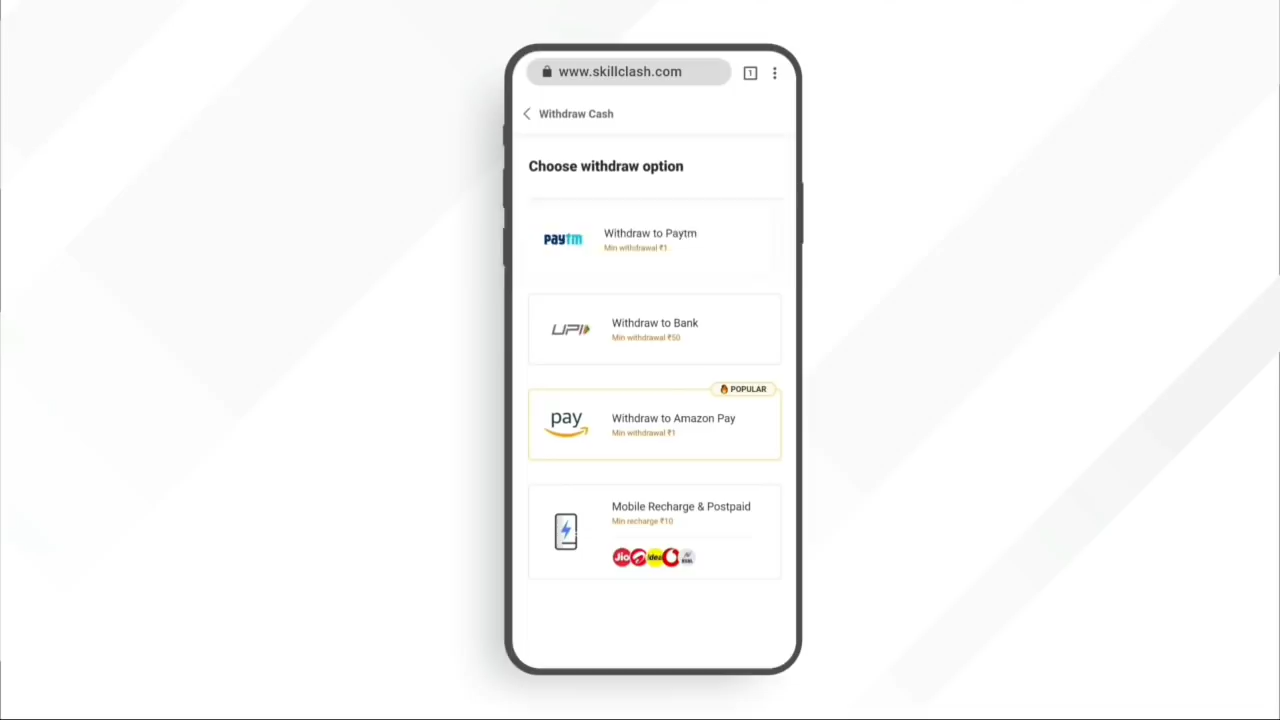 www.skillclash.com
1
Withdraw Cash
Choose withdraw option
paytm
Withdraw to Paytm
Min withdrawal ₹1
UPI
Withdraw to Bank
Min withdrawal ₹50
POPULAR
pay
Withdraw to Amazon Pay
Min withdrawal ₹1
Mobile Recharge & Postpaid
Min recharge ₹10
Jio
idea
BSNL